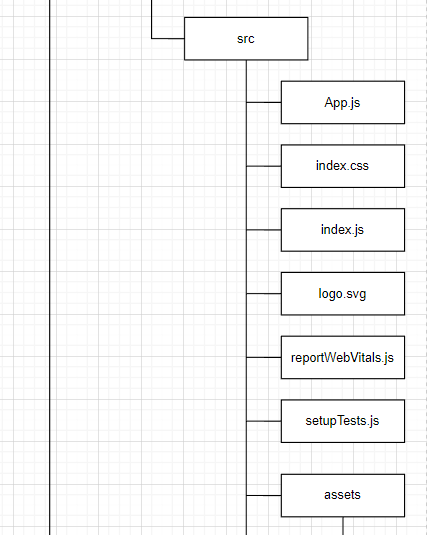 src
App.js
index.css
index.js
logo.svg
reportWebVitals.js
setupTests.js
assets